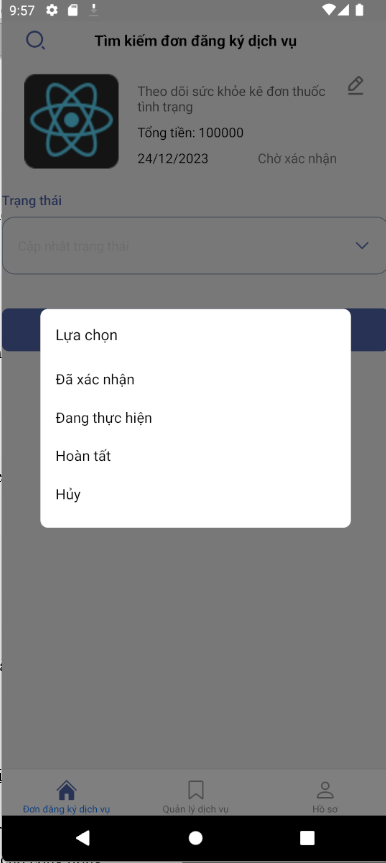 9:57
Tìm kiếm đơn đăng ký dịch vụ
Theo dõi sức khỏe kê đơn thuốc
tình trạng
Tổng tiền: 100000
24/12/2023 Chờ xác nhận
Trạng thái
Cập nhật trạng thái
Lựa chọn
Đã xác nhận
Đang thực hiện
Hoàn tất
Hủy
Đơn đăng ký dịch vụ Quản lý dịch vụ Hồ sơ